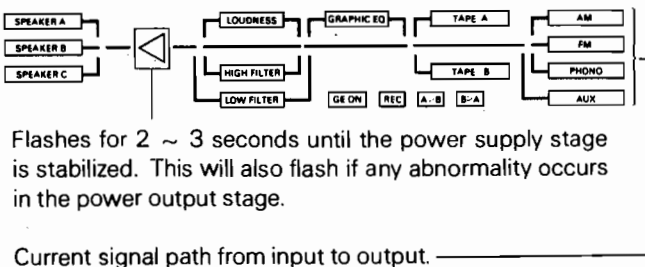 SPEAKER A
SPEAKER B
SPEAKER C
LOUDNESS
HIGH FILTER
LOW FILTER
GRAPHIC EQ
GE ON
REC
A→B
B→A
TAPE A
TAPE B
AM
FM
PHONO
AUX
Flashes for 2 ~ 3 seconds until the power supply stage
is stabilized. This will also flash if any abnormality occurs
in the power output stage.
Current signal path from input to output.